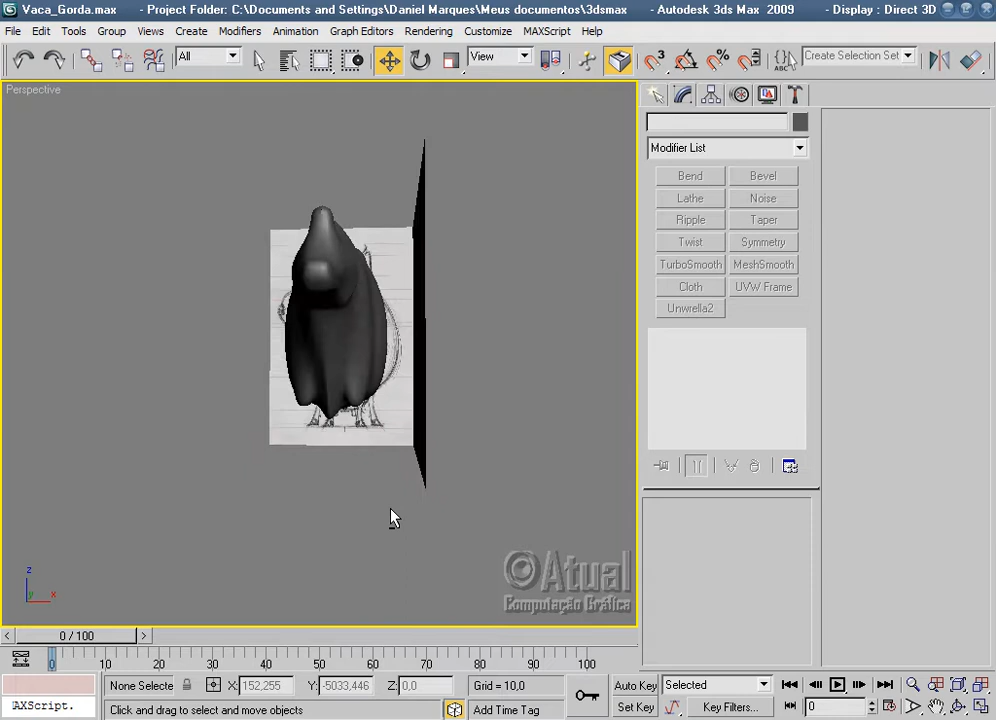 Vaca_Gorda.max - Project Folder: C:\Documents and Settings\Daniel Marques\Meus documentos\3dsmax - Autodesk 3ds Max 2009 - Display : Direct 3D
File Edit Tools Group Views Create Modifiers Animation Graph Editors Rendering Customize MAXScript Help
All View Create Selection Set
Perspective
Modifier List
Bend Bevel
Lathe Noise
Ripple Taper
Twist Symmetry
TurboSmooth MeshSmooth
Cloth UVW Frame
Unwrella2
z
y x
©Atual
Computação Gráfica
< 0 / 100 >
0 10 20 30 40 50 60 70 80 90 100
None Selecte X: 152,255 Y: -5033,446 Z: 0,0 Grid = 10,0 Auto Key Selected
MAXScript. Click and drag to select and move objects Add Time Tag Set Key Key Filters... 0